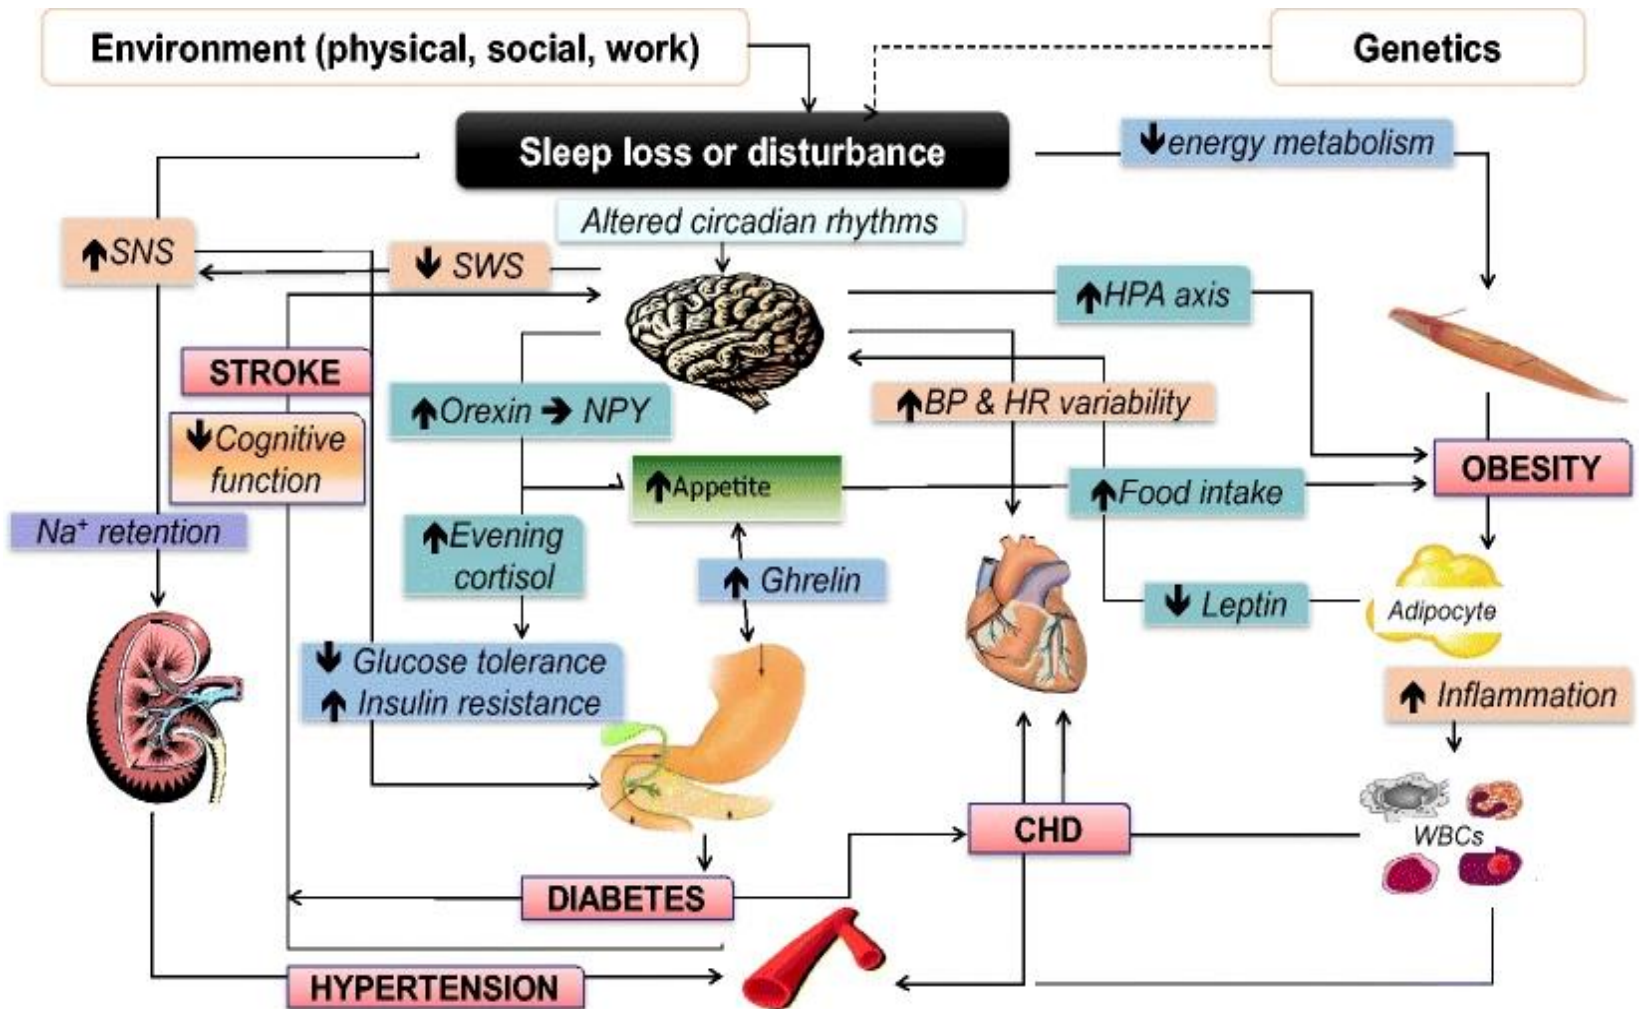 Environment (physical, social, work)
Genetics
Sleep loss or disturbance
↓energy metabolism
Altered circadian rhythms
↑SNS
↓ SWS
↑HPA axis
STROKE
↓Cognitive
function
↑Orexin → NPY
↑BP & HR variability
OBESITY
↑Appetite
↑Food intake
Na⁺ retention
↑Evening
cortisol
↑ Ghrelin
↓ Leptin
Adipocyte
↓ Glucose tolerance
↑ Insulin resistance
↑ Inflammation
CHD
WBCs
DIABETES
HYPERTENSION